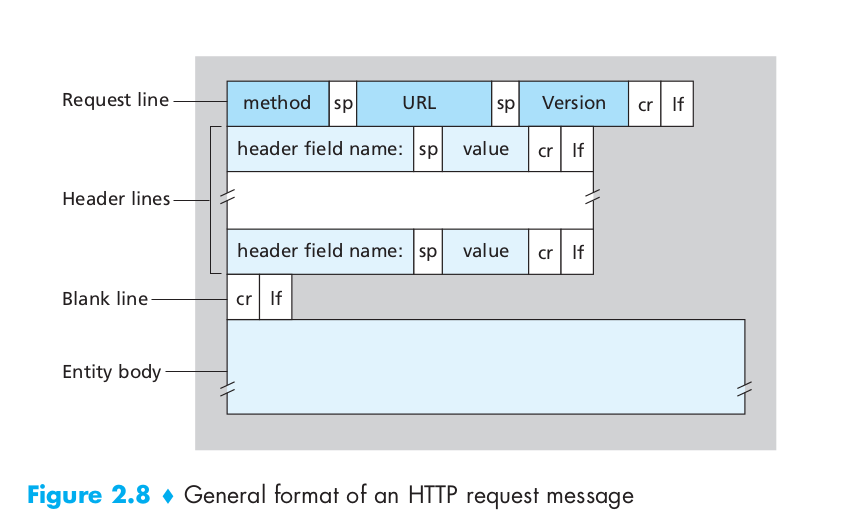 Request line method sp URL sp Version cr lf
header field name: sp value cr lf
Header lines
header field name: sp value cr lf
Blank line cr lf
Entity body
Figure 2.8 ♦ General format of an HTTP request message